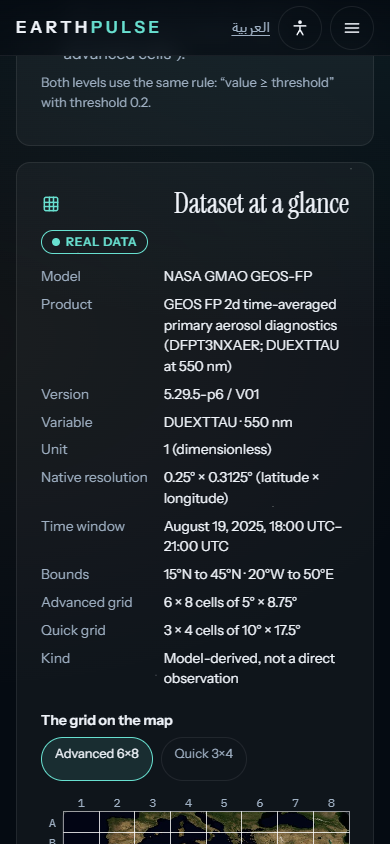 EARTHPULSE
العربية
advanced cells").
Both levels use the same rule: “value ≥ threshold”
with threshold 0.2.
Dataset at a glance
REAL DATA
Model NASA GMAO GEOS-FP
Product GEOS FP 2d time-averaged
primary aerosol diagnostics
(DFPT3NXAER; DUEXTTAU
at 550 nm)
Version 5.29.5-p6 / V01
Variable DUEXTTAU · 550 nm
Unit 1 (dimensionless)
Native resolution 0.25° × 0.3125° (latitude ×
longitude)
Time window August 19, 2025, 18:00 UTC–
21:00 UTC
Bounds 15°N to 45°N · 20°W to 50°E
Advanced grid 6 × 8 cells of 5° × 8.75°
Quick grid 3 × 4 cells of 10° × 17.5°
Kind Model-derived, not a direct
observation
The grid on the map
Advanced 6×8 Quick 3×4
1 2 3 4 5 6 7 8
A
B